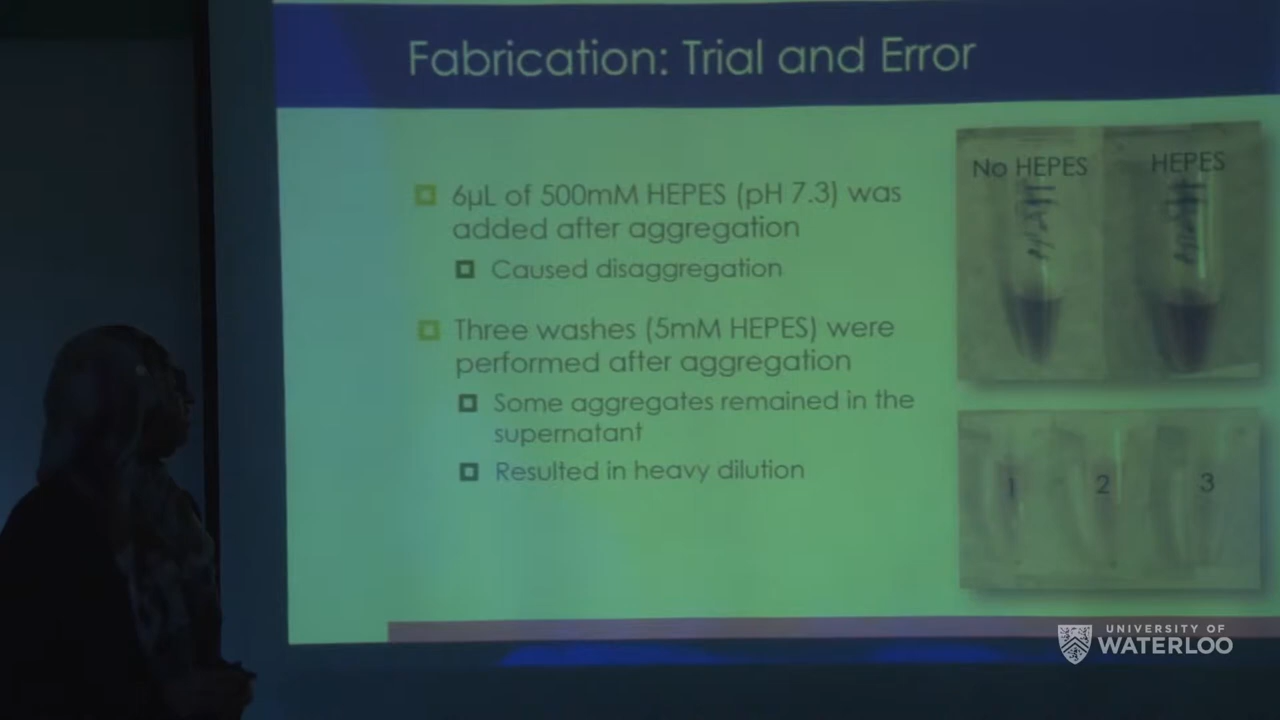 Fabrication: Trial and Error
6µL of 500mM HEPES (pH 7.3) was
added after aggregation
Caused disaggregation
Three washes (5mM HEPES) were
performed after aggregation
Some aggregates remained in the
supernatant
Resulted in heavy dilution
No HEPES
HEPES
1
2
3
UNIVERSITY OF
WATERLOO